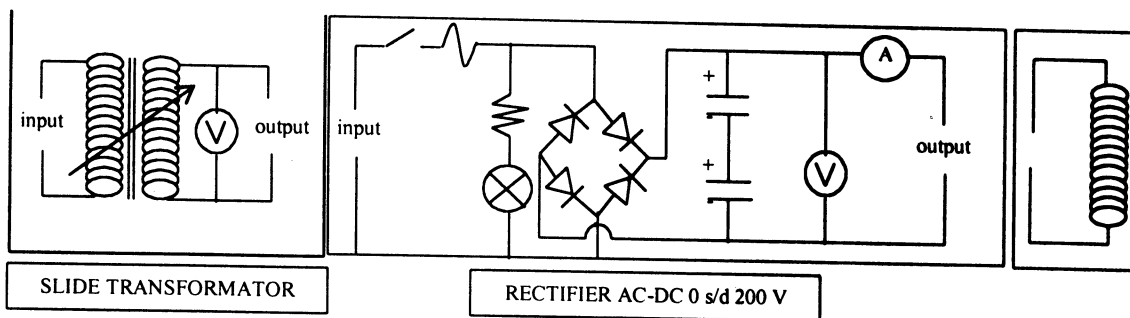 input
V
output
SLIDE TRANSFORMATOR
input
+
+
V
A
output
RECTIFIER AC-DC 0 s/d 200 V